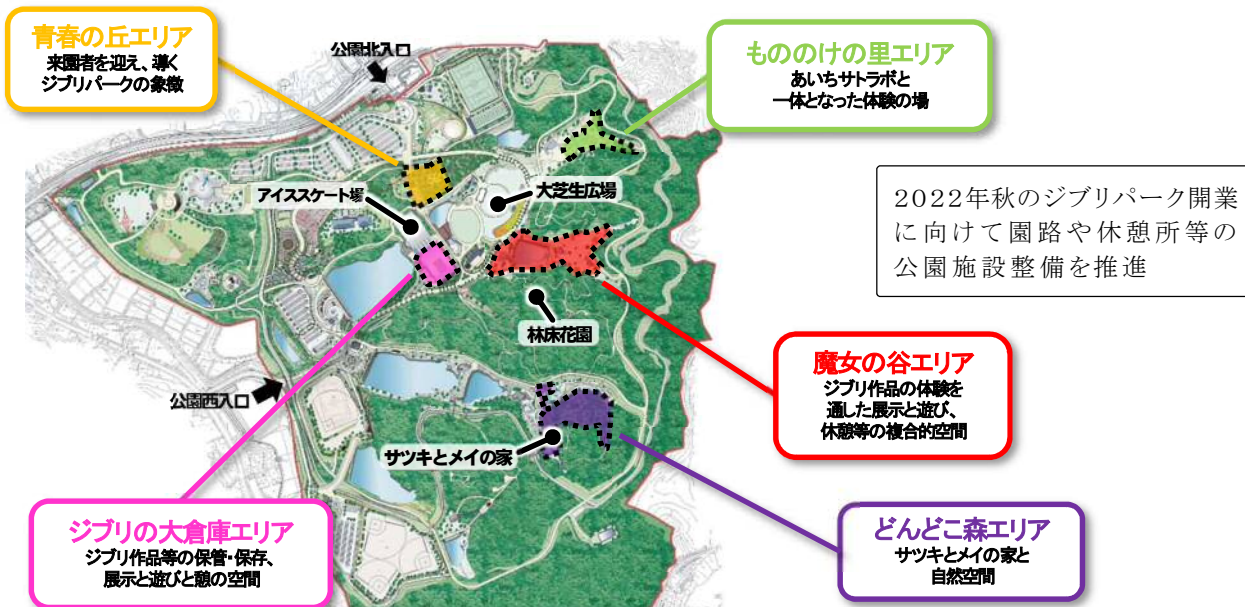 青春の丘エリア
来園者を迎え、導く
ジブリパークの象徴
公園北入口
もののけの里エリア
あいちサトラボと
一体となった体験の場
アイススケート場
大芝生広場
2022年秋のジブリパーク開業
に向けて園路や休憩所等の
公園施設整備を推進
林床花園
公園西入口
魔女の谷エリア
ジブリ作品の体験を
通した展示と遊び、
休憩等の複合的空間
サツキとメイの家
ジブリの大倉庫エリア
ジブリ作品等の保管・保存、
展示と遊びと憩の空間
どんどこ森エリア
サツキとメイの家と
自然空間